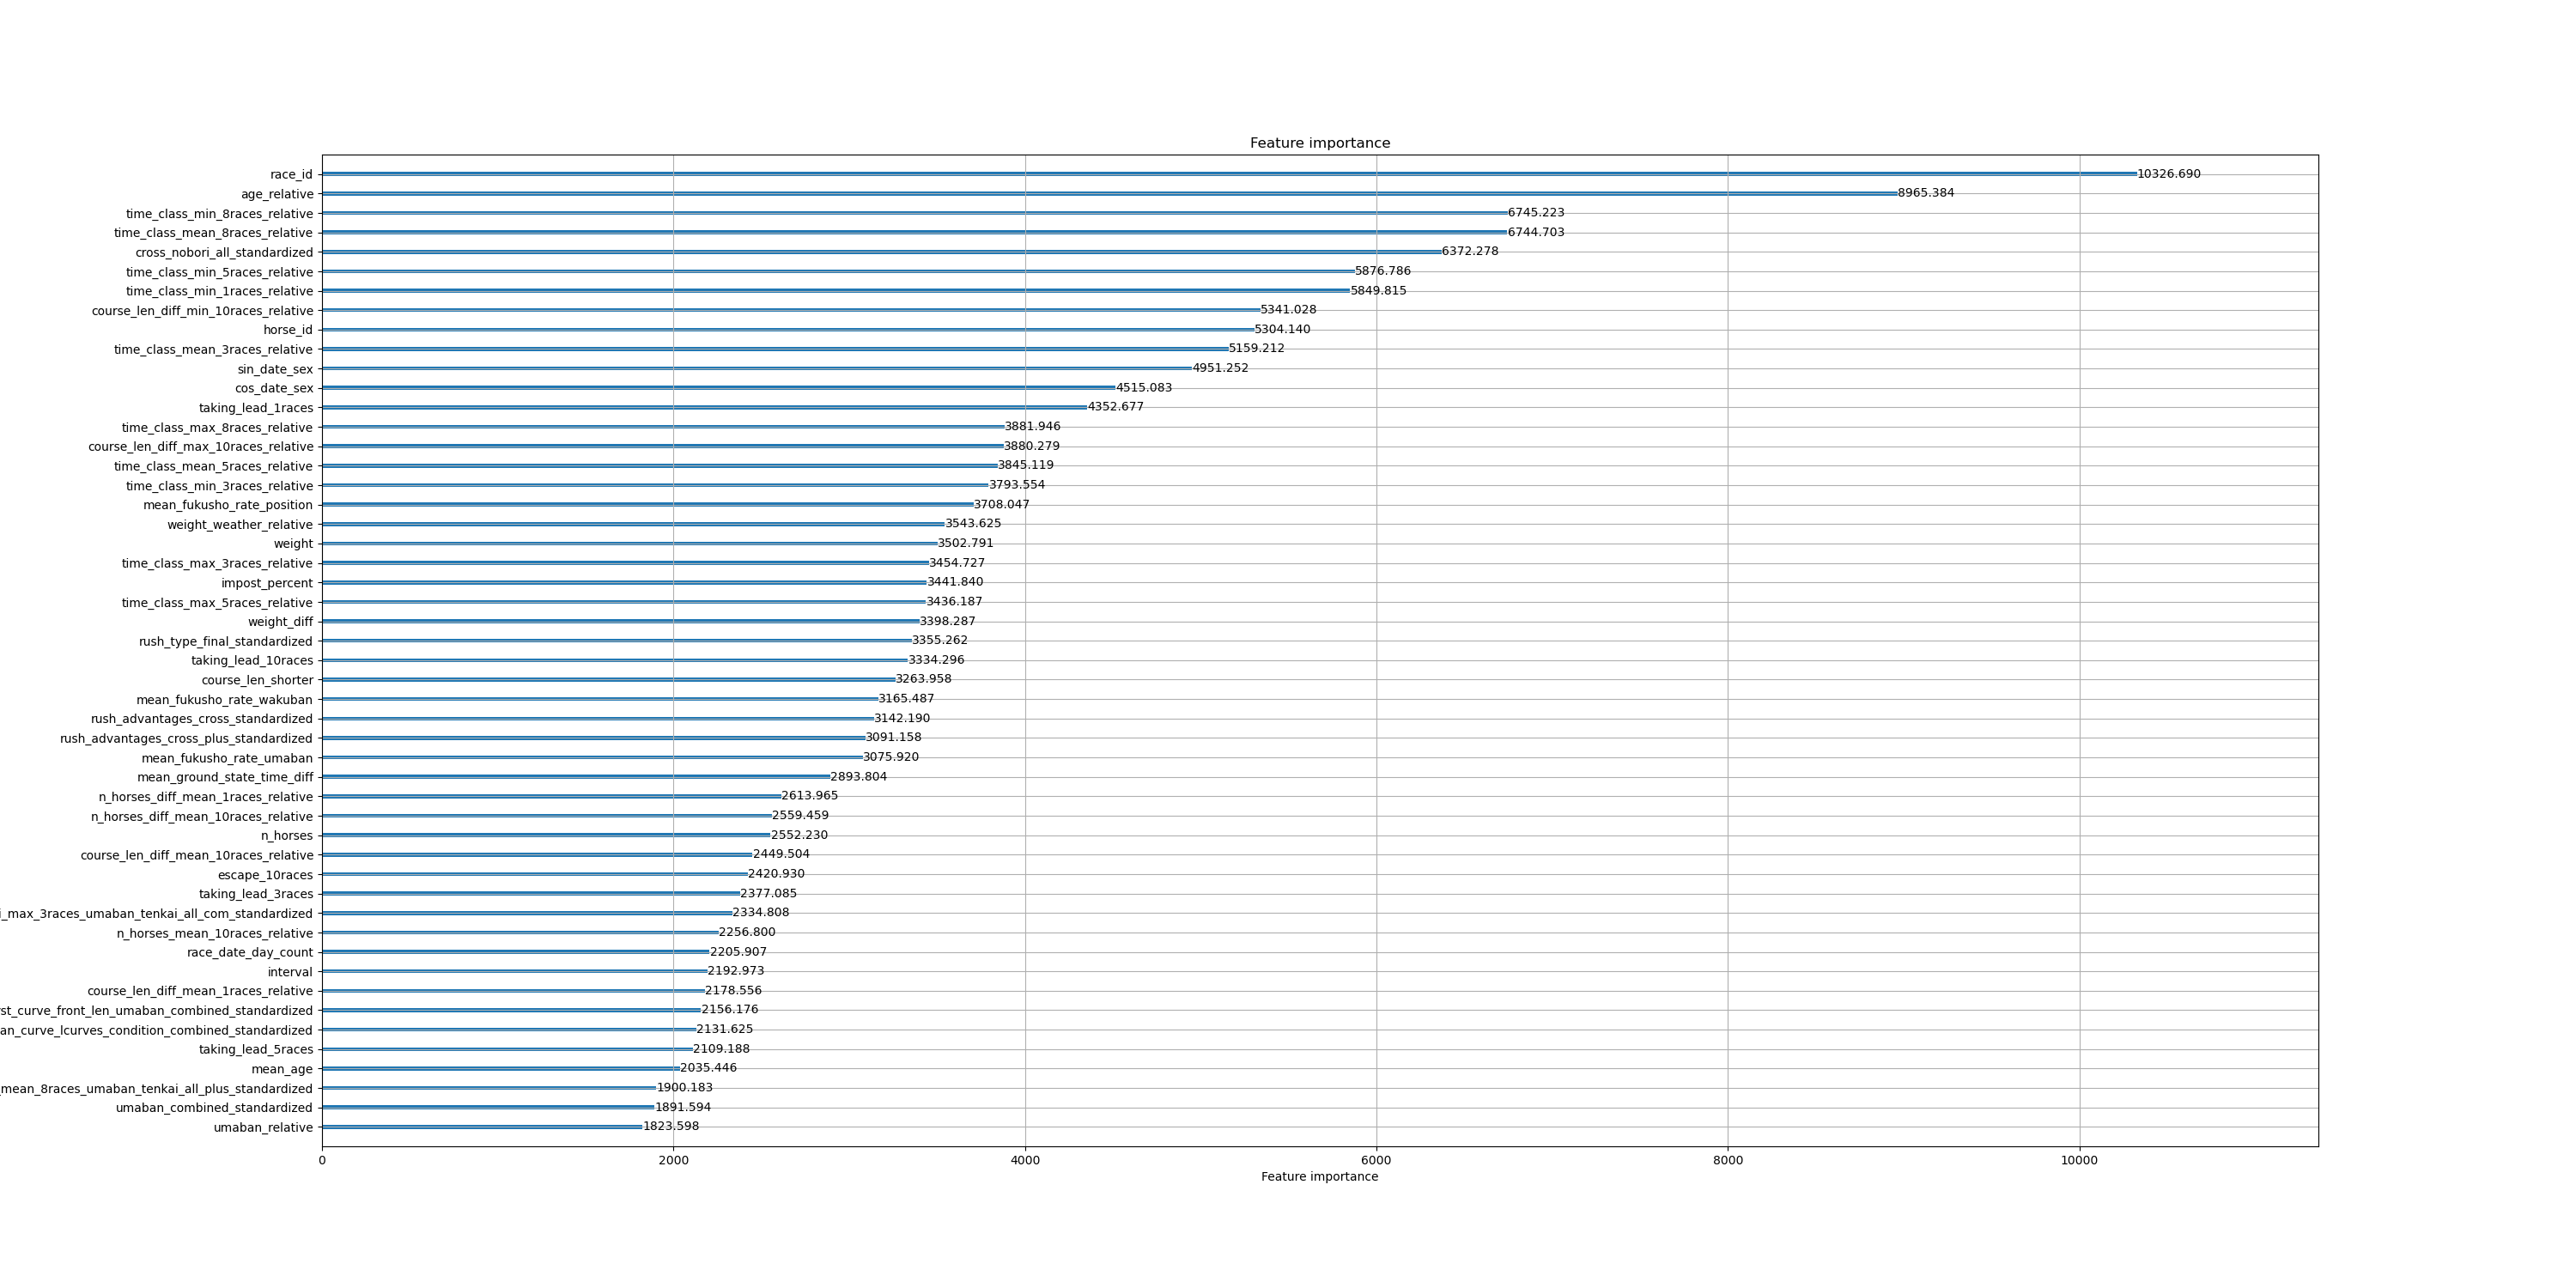 Feature importance
race_id 10326.690
age_relative 8965.384
time_class_min_8races_relative 6745.223
time_class_mean_8races_relative 6744.703
cross_nobori_all_standardized 6372.278
time_class_min_5races_relative 5876.786
time_class_min_1races_relative 5849.815
course_len_diff_min_10races_relative 5341.028
horse_id 5304.140
time_class_mean_3races_relative 5159.212
sin_date_sex 4951.252
cos_date_sex 4515.083
taking_lead_1races 4352.677
time_class_max_8races_relative 3881.946
course_len_diff_max_10races_relative 3880.279
time_class_mean_5races_relative 3845.119
time_class_min_3races_relative 3793.554
mean_fukusho_rate_position 3708.047
weight_weather_relative 3543.625
weight 3502.791
time_class_max_3races_relative 3454.727
impost_percent 3441.840
time_class_max_5races_relative 3436.187
weight_diff 3398.287
rush_type_final_standardized 3355.262
taking_lead_10races 3334.296
course_len_shorter 3263.958
mean_fukusho_rate_wakuban 3165.487
rush_advantages_cross_standardized 3142.190
rush_advantages_cross_plus_standardized 3091.158
mean_fukusho_rate_umaban 3075.920
mean_ground_state_time_diff 2893.804
n_horses_diff_mean_1races_relative 2613.965
n_horses_diff_mean_10races_relative 2559.459
n_horses 2552.230
course_len_diff_mean_10races_relative 2449.504
escape_10races 2420.930
taking_lead_3races 2377.085
i_max_3races_umaban_tenkai_all_com_standardized 2334.808
n_horses_mean_10races_relative 2256.800
race_date_day_count 2205.907
interval 2192.973
course_len_diff_mean_1races_relative 2178.556
st_curve_front_len_umaban_combined_standardized 2156.176
an_curve_lcurves_condition_combined_standardized 2131.625
taking_lead_5races 2109.188
mean_age 2035.446
_mean_8races_umaban_tenkai_all_plus_standardized 1900.183
umaban_combined_standardized 1891.594
umaban_relative 1823.598
0 2000 4000 6000 8000 10000
Feature importance